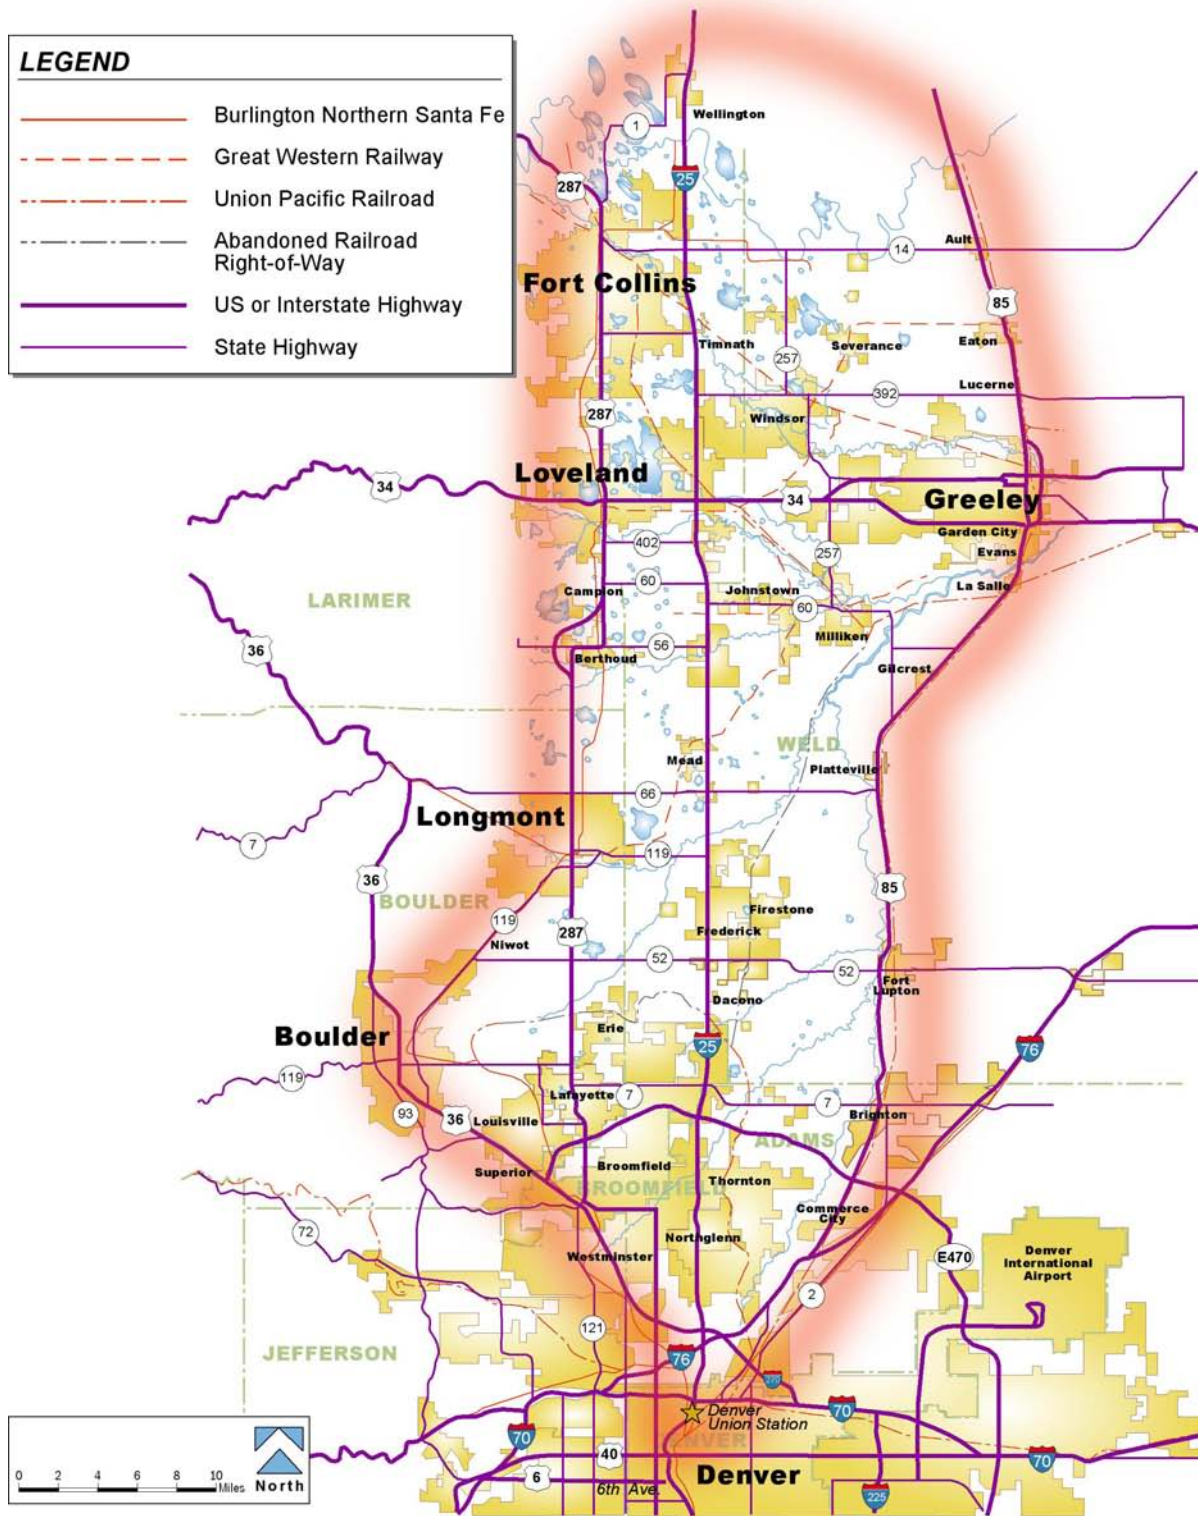 LEGEND
Burlington Northern Santa Fe
Great Western Railway
Union Pacific Railroad
Abandoned Railroad
Right-of-Way
US or Interstate Highway
State Highway
Wellington
1
287
25
14
Ault
Fort Collins
85
Timnath
Severance
Eaton
257
Lucerne
392
287
Windsor
Loveland
34
34
Greeley
Garden City
402
257
Evans
60
Campion
Johnstown
La Salle
LARIMER
60
Milliken
36
56
Berthoud
Gilcrest
WELD
Mead
Platteville
66
Longmont
7
119
36
85
BOULDER
Firestone
119
Frederick
287
Niwot
52
52
Fort
Lupton
Dacono
Erie
Boulder
25
76
119
Lafayette
7
7
93
36
Louisville
Brighton
ADAMS
Superior
Broomfield
Thornton
BROOMFIELD
Commerce
City
72
Northglenn
Westminster
E470
Denver
International
Airport
2
121
JEFFERSON
76
270
Denver
Union Station
70
70
DENVER
40
70
Denver
6
6th Ave.
225
0 2 4 6 8 10
Miles
North